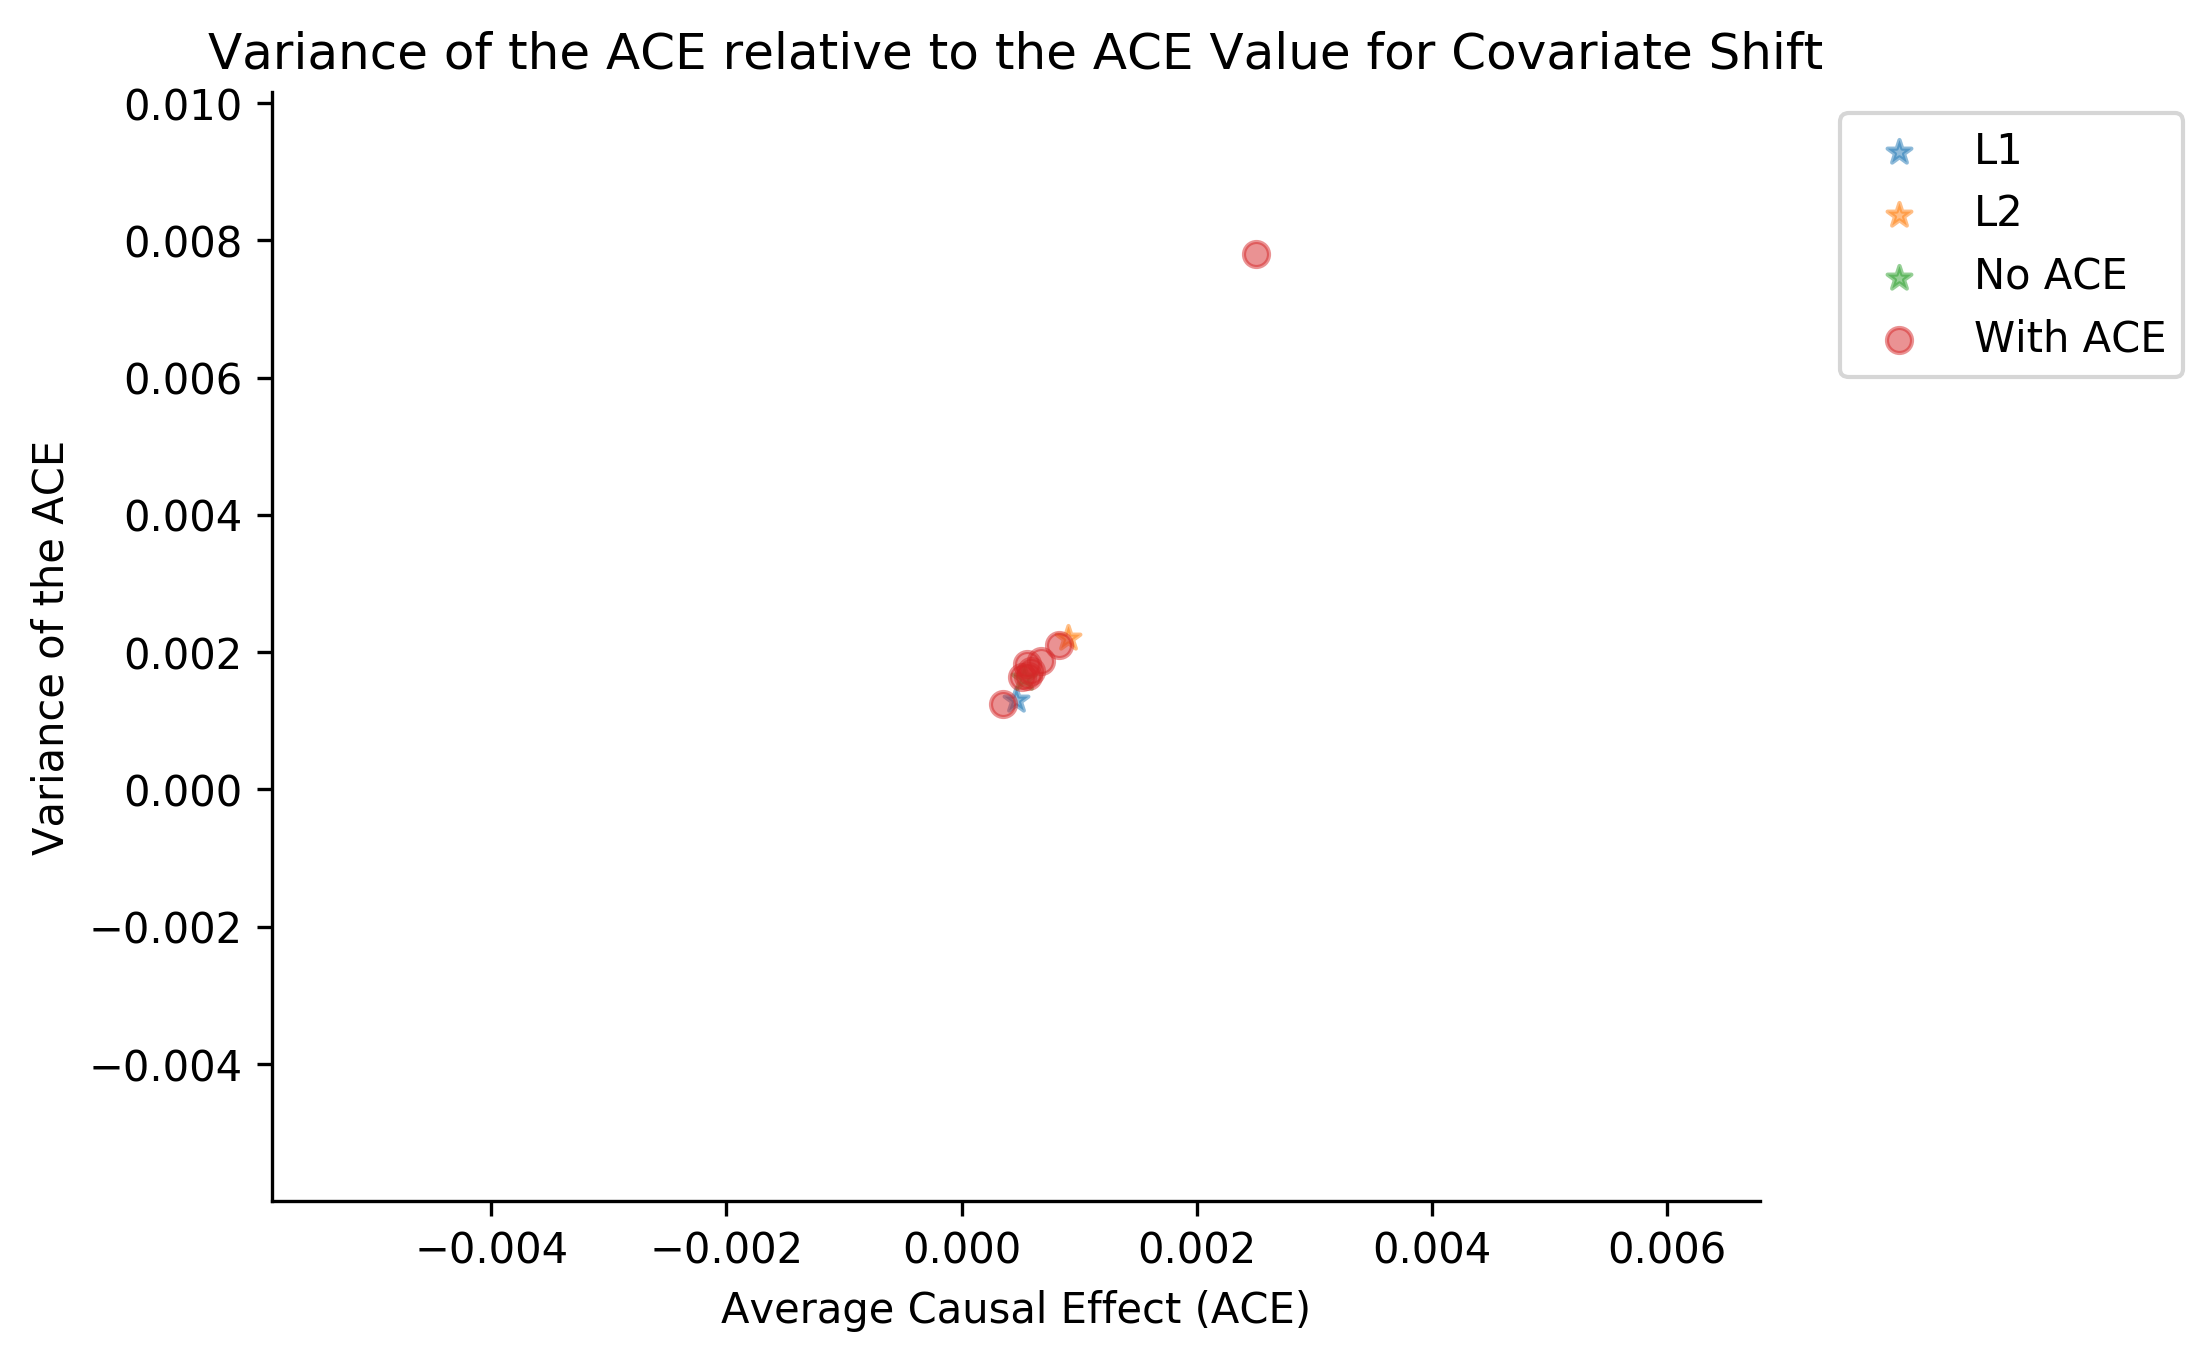 Variance of the ACE relative to the ACE Value for Covariate Shift
0.010
0.008
0.006
0.004
0.002
0.000
−0.002
−0.004
Variance of the ACE
−0.004 −0.002 0.000 0.002 0.004 0.006
Average Causal Effect (ACE)
L1
L2
No ACE
With ACE